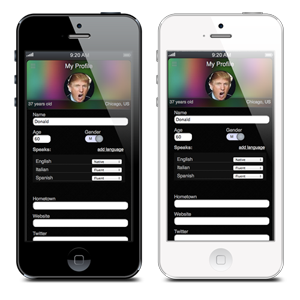 9:20 AM
My Profile
37 years old
Chicago, US
Name
Donald
Age
Gender
60
M
Speaks:
add language
English
Native
Italian
Fluent
Spanish
Fluent
Hometown
Website
Twitter
9:20 AM
My Profile
37 years old
Chicago, US
Name
Donald
Age
Gender
60
M
Speaks:
add language
English
Native
Italian
Fluent
Spanish
Fluent
Hometown
Website
Twitter